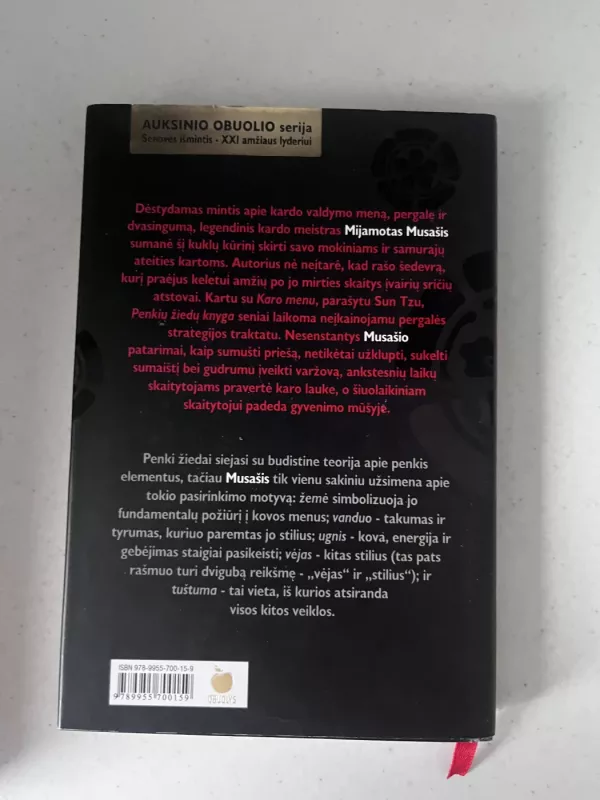 AUKSINIO OBUOLIO serija
Senovės išmintis - XXI amžiaus lyderiui
Dėstydamas mintis apie kardo valdymo meną, pergalę ir
dvasingumą, legendinis kardo meistras Mijamotas Musašis
sumanė šį kuklų kūrinį skirti savo mokiniams ir samurajų
ateities kartoms. Autorius nė neįtarė, kad rašo šedevrą,
kurį praėjus keletui amžių po jo mirties skaitys įvairių sričių
atstovai. Kartu su Karo menu, parašytu Sun Tzu,
Penkių žiedų knyga seniai laikoma neįkainojamu pergalės
strategijos traktatu. Nesenstantys Musašio
patarimai, kaip sumušti priešą, netikėtai užklupti, sukelti
sumaištį bei gudrumu įveikti varžovą, ankstesnių laikų
skaitytojams pravertė karo lauke, o šiuolaikiniam
skaitytojui padeda gyvenimo mūšyje.
Penki žiedai siejasi su budistine teorija apie penkis
elementus, tačiau Musašis tik vienu sakiniu užsimena apie
tokio pasirinkimo motyvą: žemė simbolizuoja jo
fundamentalų požiūrį į kovos menus; vanduo - takumas ir
tyrumas, kuriuo paremtas jo stilius; ugnis - kova, energija ir
gebėjimas staigiai pasikeisti; vėjas - kitas stilius (tas pats
rašmuo turi dvigubą reikšmę - „vėjas“ ir „stilius“); ir
tuštuma - tai vieta, iš kurios atsiranda
visos kitos veiklos.
ISBN 978-9955-700-15-9
9 789955 700159